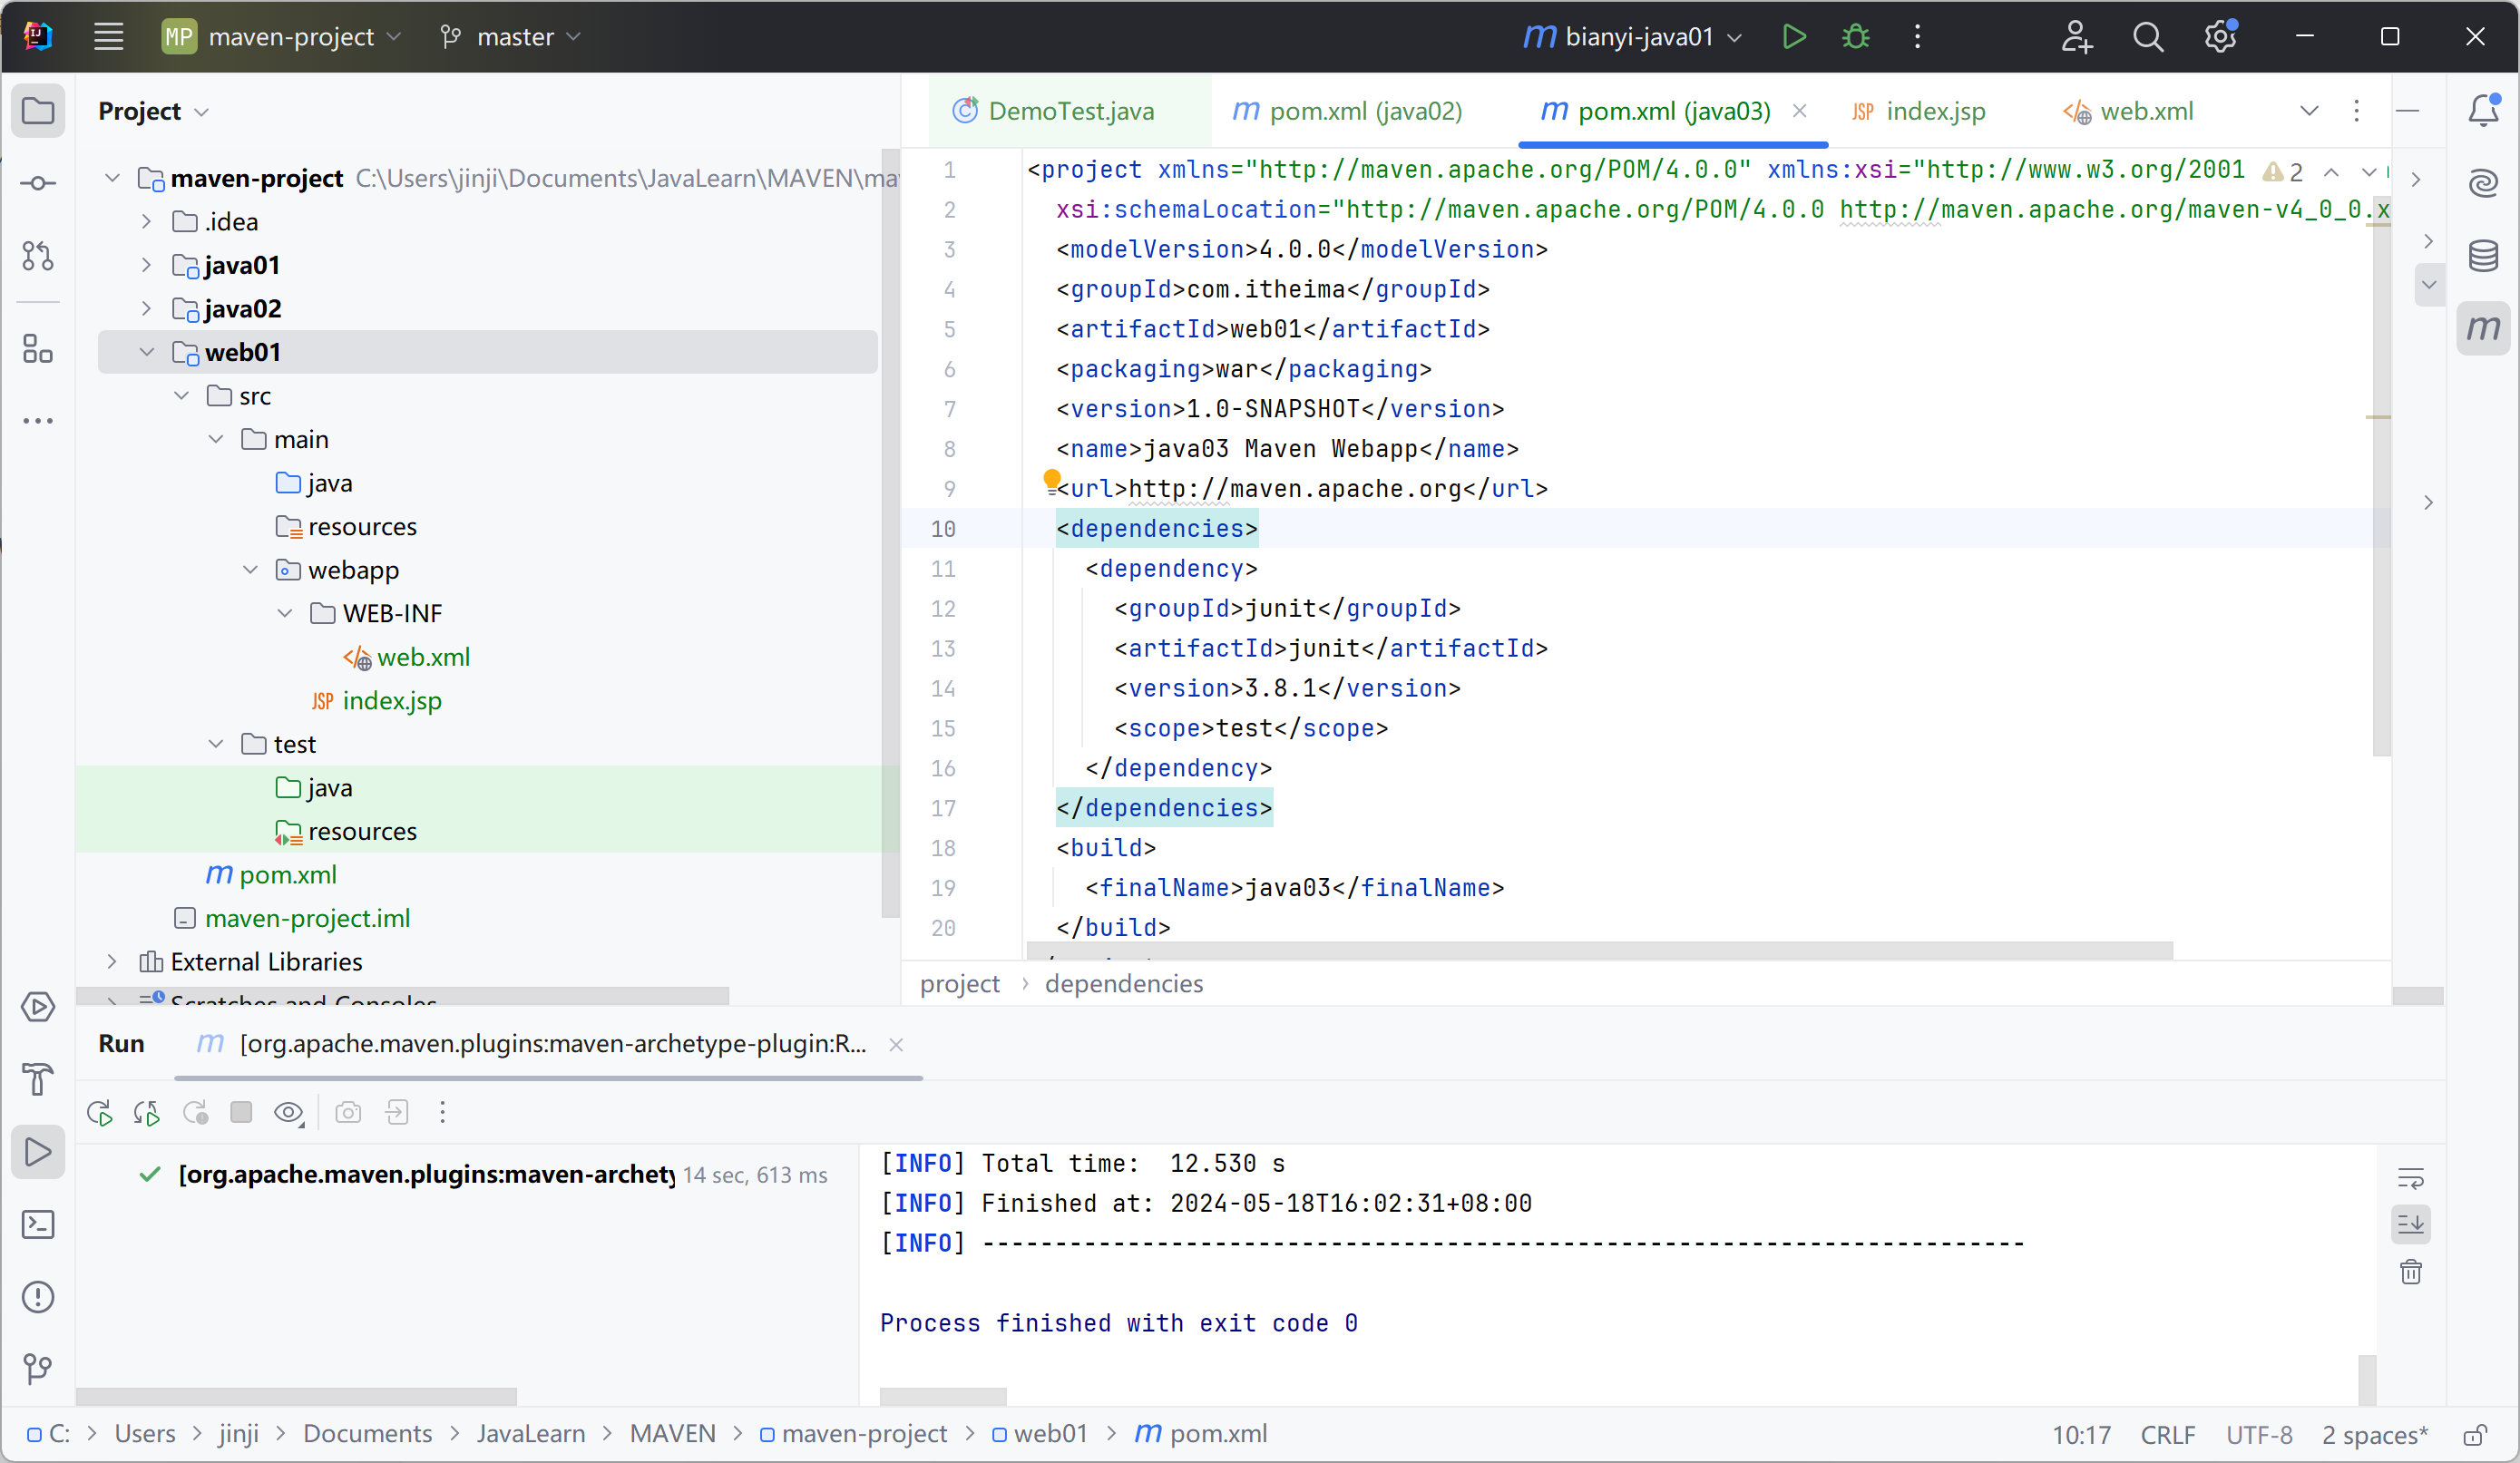 MP maven-project
master
bianyi-java01
Project
DemoTest.java
pom.xml (java02)
pom.xml (java03)
JSP index.jsp
web.xml
maven-project C:\Users\jinji\Documents\JavaLearn\MAVEN\
.idea
java01
java02
web01
src
main
java
resources
webapp
WEB-INF
web.xml
JSP index.jsp
test
java
resources
m pom.xml
maven-project.iml
External Libraries
Scratches and Consoles
1 <project xmlns="http://maven.apache.org/POM/4.0.0" xmlns:xsi="http://www.w3.org/2001 2
2 xsi:schemaLocation="http://maven.apache.org/POM/4.0.0 http://maven.apache.org/maven-v4_0_0.x
3 <modelVersion>4.0.0</modelVersion>
4 <groupId>com.itheima</groupId>
5 <artifactId>web01</artifactId>
6 <packaging>war</packaging>
7 <version>1.0-SNAPSHOT</version>
8 <name>java03 Maven Webapp</name>
9 <url>http://maven.apache.org</url>
10 <dependencies>
11 <dependency>
12 <groupId>junit</groupId>
13 <artifactId>junit</artifactId>
14 <version>3.8.1</version>
15 <scope>test</scope>
16 </dependency>
17 </dependencies>
18 <build>
19 <finalName>java03</finalName>
20 </build>
project > dependencies
Run
[org.apache.maven.plugins:maven-archetype-plugin:R...
[org.apache.maven.plugins:maven-archety 14 sec, 613 ms
[INFO] Total time:  12.530 s
[INFO] Finished at: 2024-05-18T16:02:31+08:00
[INFO] ------------------------------------------------------------------------
Process finished with exit code 0
C: > Users > jinji > Documents > JavaLearn > MAVEN > maven-project > web01 > m pom.xml
10:17 CRLF UTF-8 2 spaces*